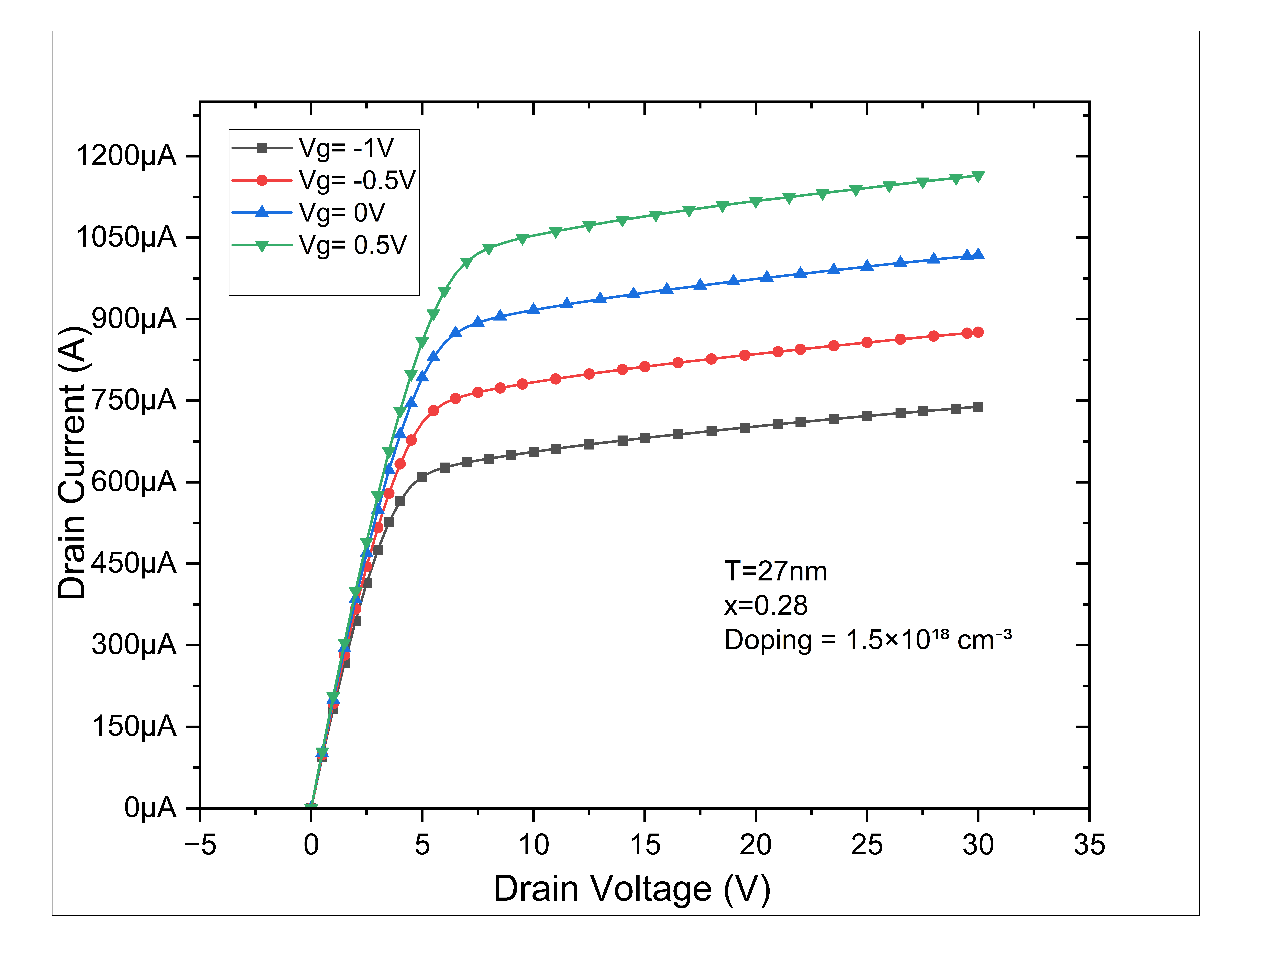 Vg= -1V
Vg= -0.5V
Vg= 0V
Vg= 0.5V
1200µA
1050µA
900µA
750µA
600µA
450µA
300µA
150µA
0µA
Drain Current (A)
T=27nm
x=0.28
Doping = 1.5×10¹⁸ cm⁻³
−5 0 5 10 15 20 25 30 35
Drain Voltage (V)